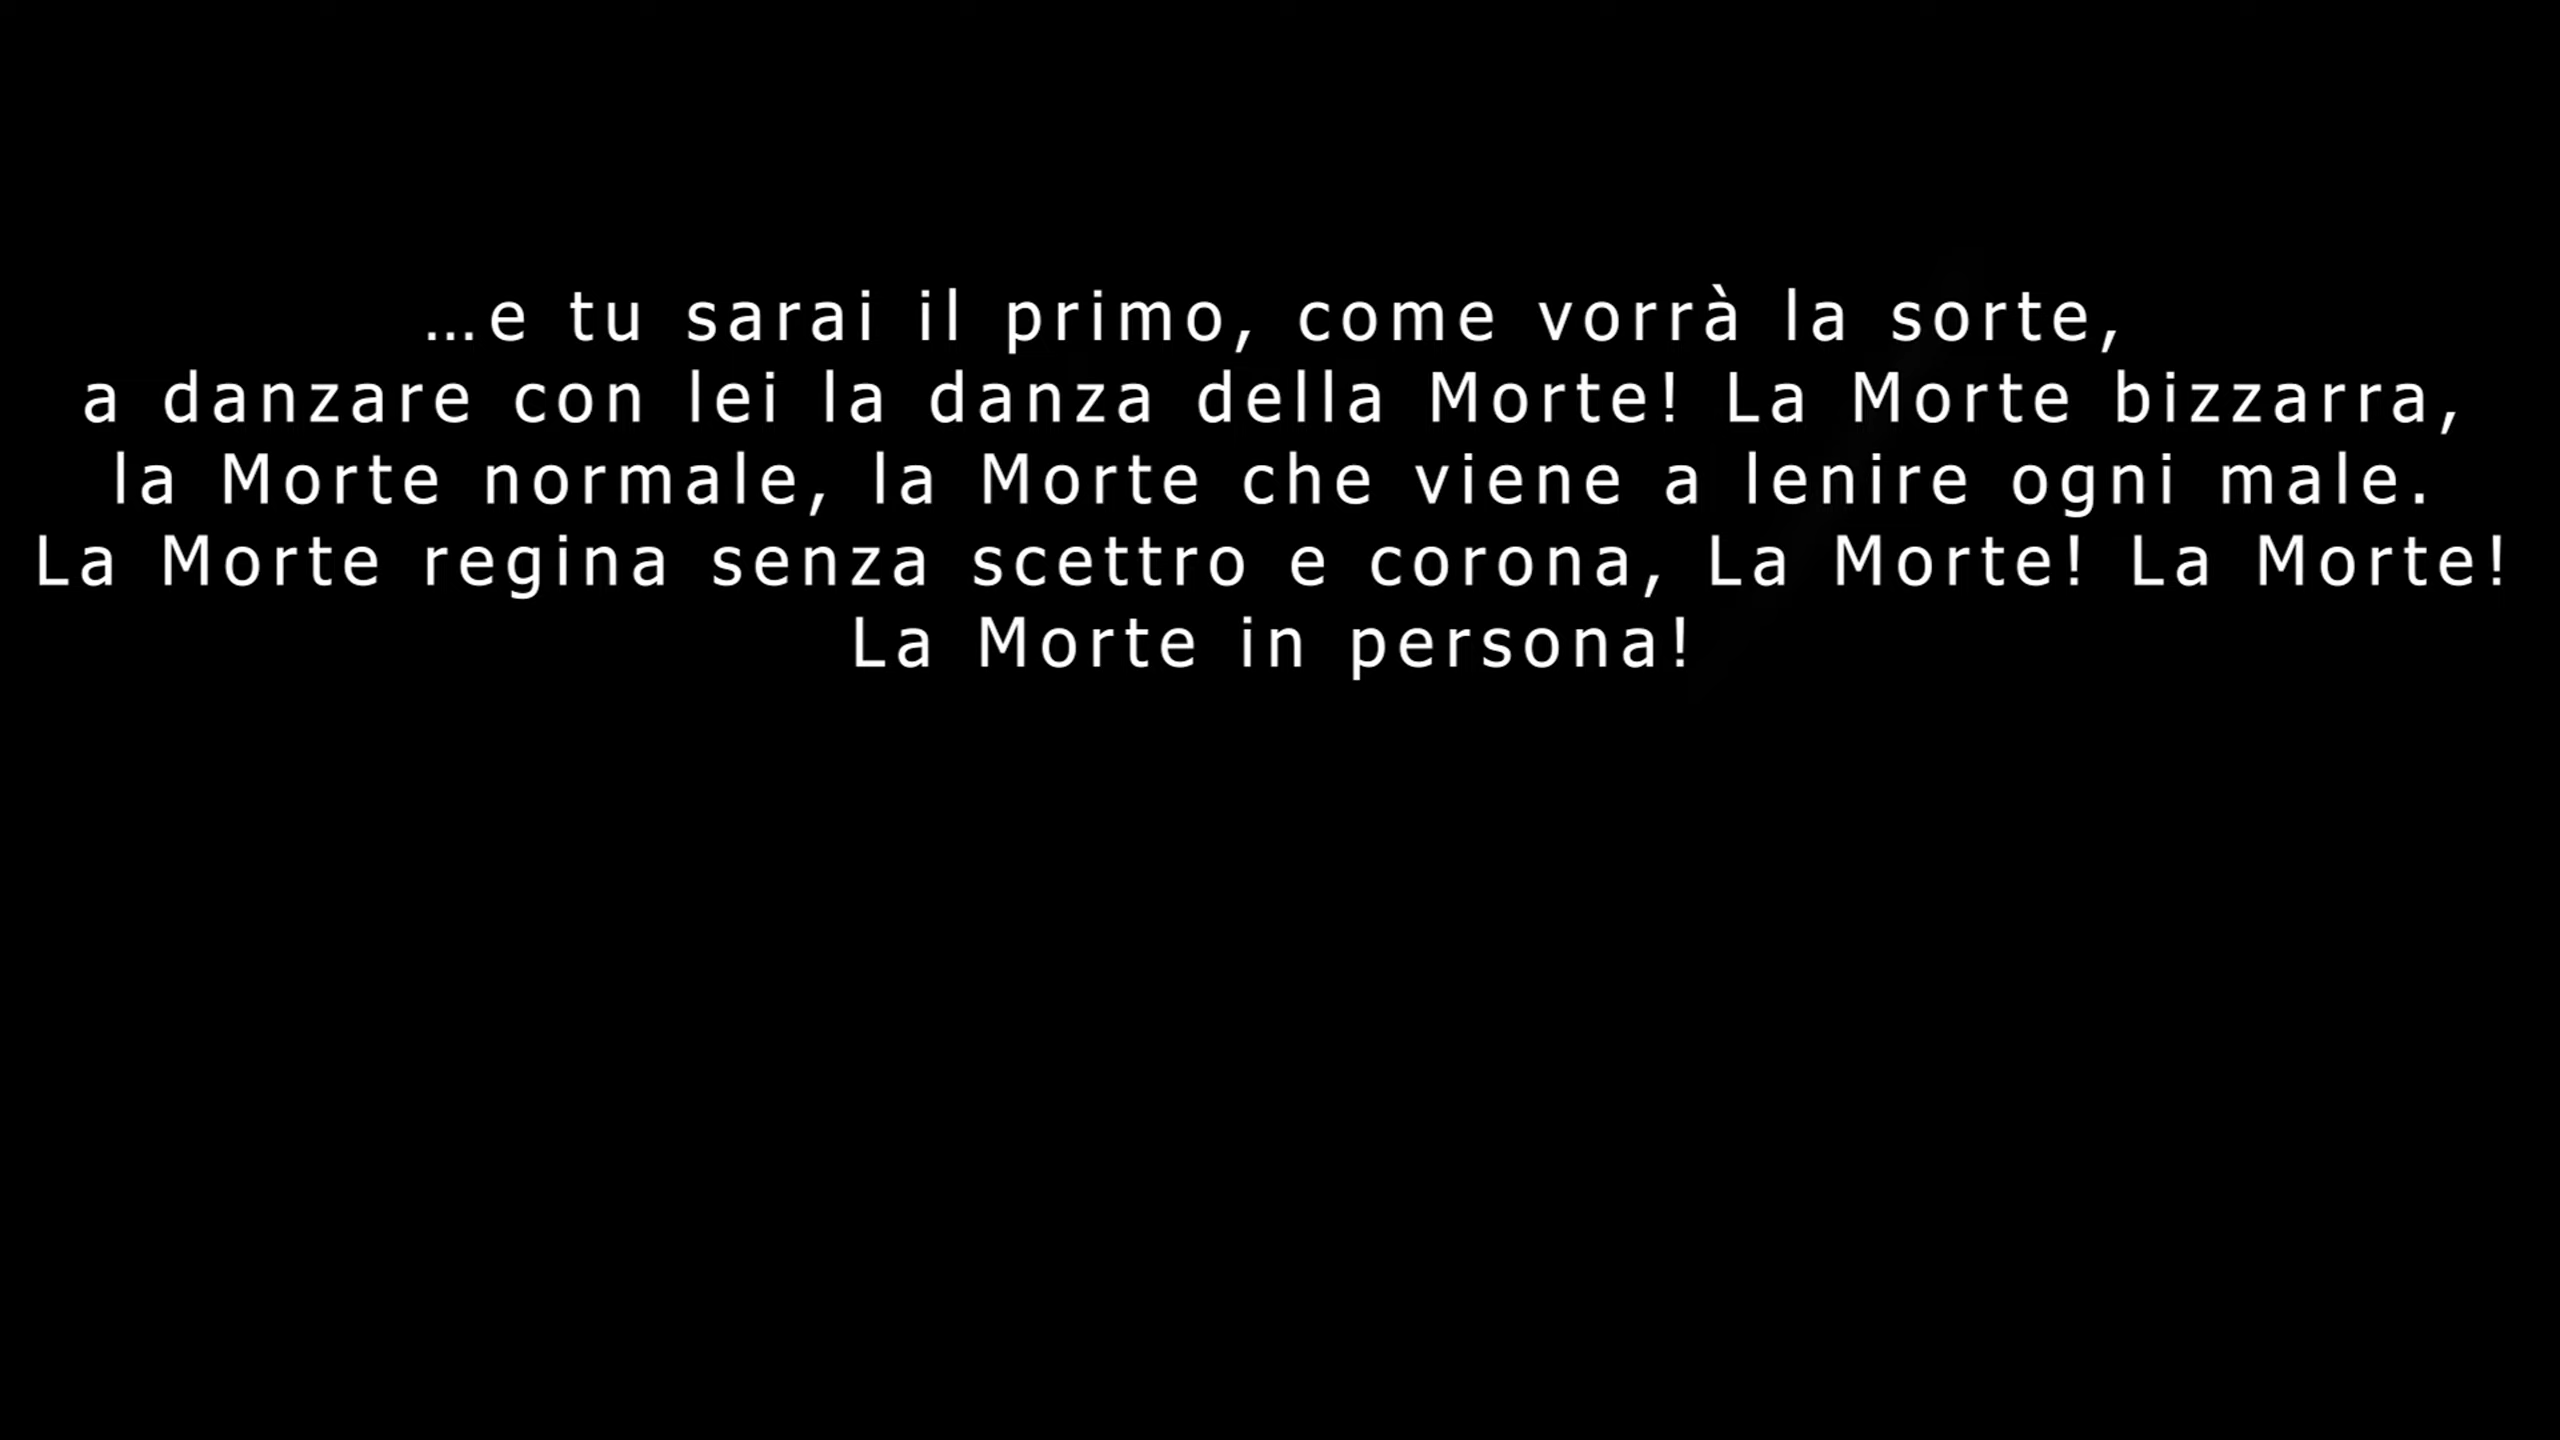 …e tu sarai il primo, come vorrà la sorte,
a danzare con lei la danza della Morte! La Morte bizzarra,
la Morte normale, la Morte che viene a lenire ogni male.
La Morte regina senza scettro e corona, La Morte! La Morte!
La Morte in persona!